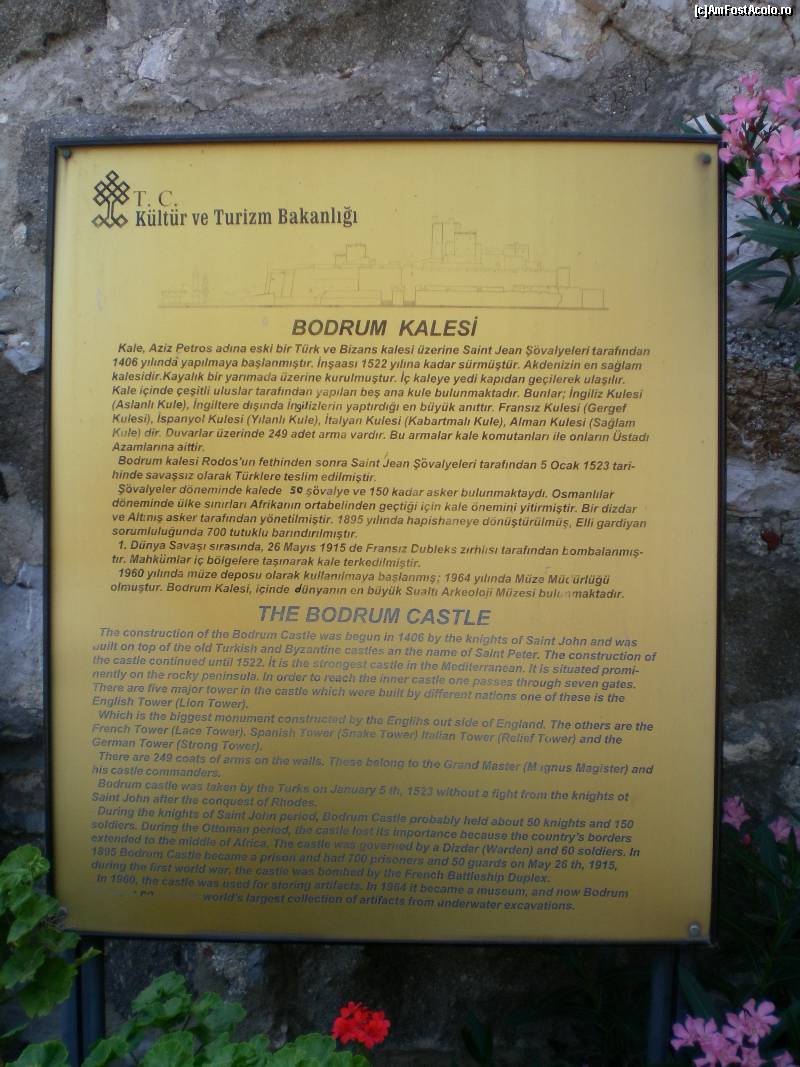 [c]AmFostAcolo.ro
T. C.
Kültür ve Turizm Bakanlığı
BODRUM KALESİ
Kale, Aziz Petros adına eski bir Türk ve Bizans kalesi üzerine Saint Jean Şövalyeleri tarafından
1406 yılında yapılmaya başlanmıştır. İnşaası 1522 yılına kadar sürmüştür. Akdenizin en sağlam
kalesidir.Kayalık bir yarımada üzerine kurulmuştur. İç kaleye yedi kapıdan geçilerek ulaşılır.
Kale içinde çeşitli uluslar tarafından yapılan beş ana kule bulunmaktadır. Bunlar; İngiliz Kulesi
(Aslanlı Kule), İngiltere dışında İngilizlerin yaptırdığı en büyük anıttır. Fransız Kulesi (Gergef
Kulesi), İspanyol Kulesi (Yılanlı Kule), İtalyan Kulesi (Kabartmalı Kule), Alman Kulesi (Sağlam
Kule) dir. Duvarlar üzerinde 249 adet arma vardır. Bu armalar kale komutanları ile onların Üstadı
Azamlarına aittir.
Bodrum kalesi Rodos'un fethinden sonra Saint Jean Şövalyeleri tarafından 5 Ocak 1523 tari-
hinde savaşsız olarak Türklere teslim edilmiştir.
Şövalyeler döneminde kalede 50 şövalye ve 150 kadar asker bulunmaktaydı. Osmanlılar
döneminde ülke sınırları Afrikanın ortabelinden geçtiği için kale önemini yitirmiştir. Bir dizdar
ve Altmış asker tarafından yönetilmiştir. 1895 yılında hapishaneye dönüştürülmüş, Elli gardiyan
sorumluluğunda 700 tutuklu barındırılmıştır.
1. Dünya Savaşı sırasında, 26 Mayıs 1915 de Fransız Dubleks zırhlısı tarafından bombalanmış-
tır. Mahkümlar iç bölgelere taşınarak kale terkedilmiştir.
1960 yılında müze deposu olarak kullanılmaya başlanmış; 1964 yılında Müze Müdürlüğü
olmuştur. Bodrum Kalesi, içinde dünyanın en büyük Sualtı Arkeoloji Müzesi bulunmaktadır.
THE BODRUM CASTLE
The construction of the Bodrum Castle was begun in 1406 by the knights of Saint John and was
built on top of the old Turkish and Byzantine castles an the name of Saint Peter. The construction of
the castle continued until 1522. İt is the strongest castle in the Mediterranean. It is situated promi-
nently on the rocky peninsula. In order to reach the inner castle one passes through seven gates.
There are five major tower in the castle which were built by different nations one of these is the
English Tower (Lion Tower).
Which is the biggest monument constructed by the Englihs out side of England. The others are the
French Tower (Lace Tower). Spanish Tower (Snake Tower) Italian Tower (Relief Tower) and the
German Tower (Strong Tower).
There are 249 coats of arms on the walls. These belong to the Grand Master (Magnus Magister) and
his castle commanders.
Bodrum castle was taken by the Turks on January 5 th, 1523 without a fight from the knights of
Saint John after the conquest of Rhodes.
During the knights of Saint John period, Bodrum Castle probably held about 50 knights and 150
soldiers. During the Ottoman period, the castle lost its importance because the country's borders
extended to the middle of Africa. The castle was governed by a Dizdar (Warden) and 60 soldiers. In
1895 Bodrum Castle became a prison and had 700 prisoners and 50 guards on May 26 th, 1915,
during the first world war, the castle was bombed by the French Battleship Duplex.
In 1960, the castle was used for storing artifacts. In 1964 it became a museum, and now Bodrum
world's largest collection of artifacts from underwater excavations.